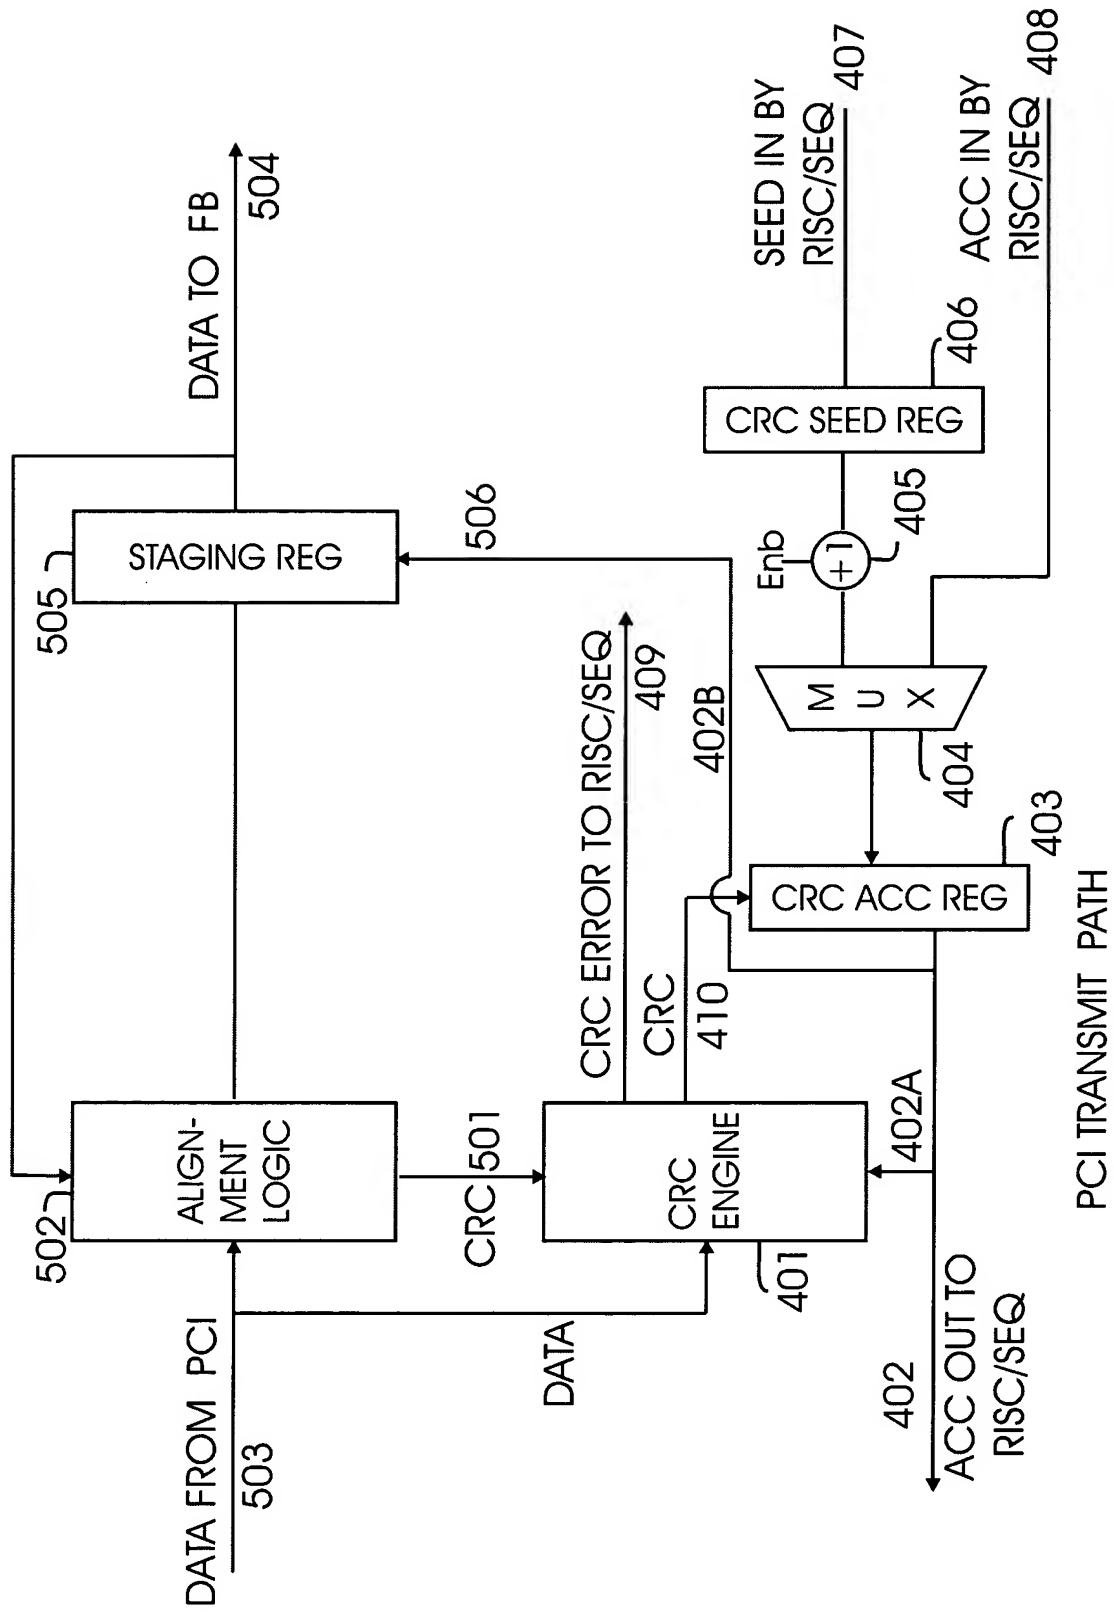 DATA FROM PCI
503
502
ALIGN-
MENT
LOGIC
505
STAGING REG
DATA TO FB
504
CRC 501
DATA
CRC
ENGINE
401
CRC ERROR TO RISC/SEQ
409
CRC
410
402B
506
402
ACC OUT TO
RISC/SEQ
402A
CRC ACC REG
403
M
U
X
404
Enb
+1
405
CRC SEED REG
406
SEED IN BY
RISC/SEQ
407
ACC IN BY
RISC/SEQ
408
PCI TRANSMIT PATH